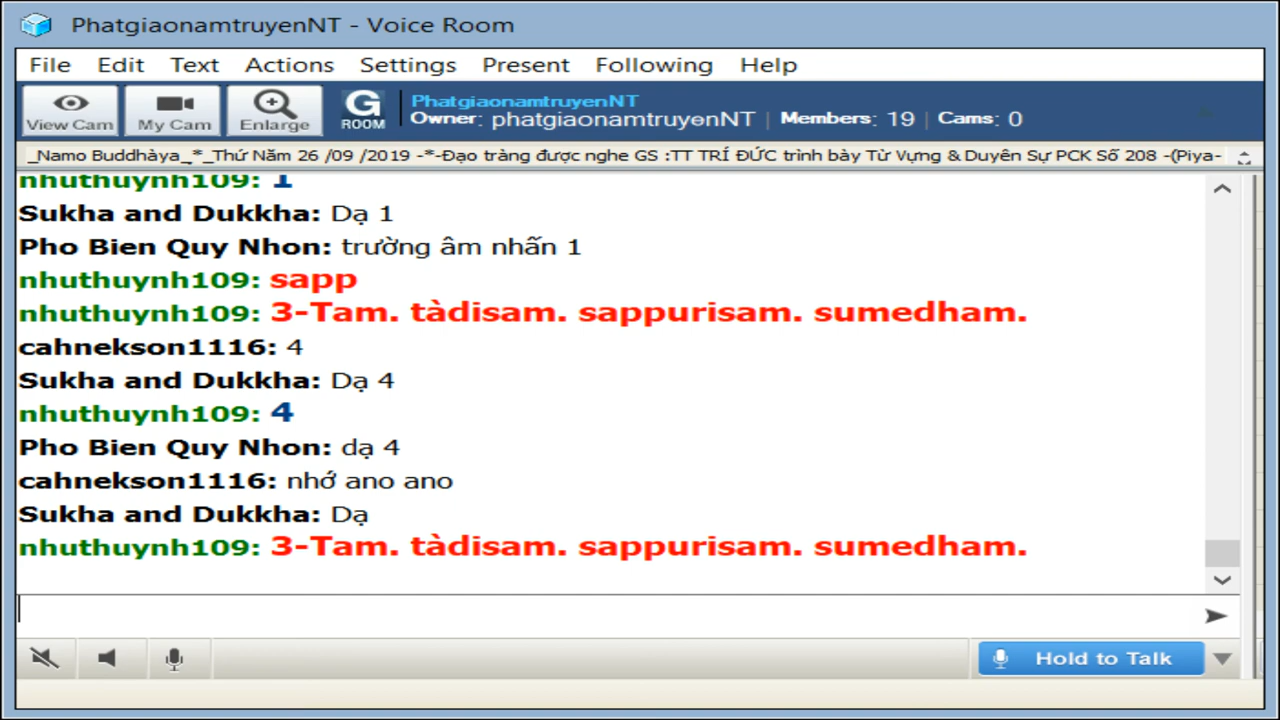 PhatgiaonamtruyenNT - Voice Room
File Edit Text Actions Settings Present Following Help
View Cam My Cam Enlarge G ROOM
PhatgiaonamtruyenNT
Owner: phatgiaonamtruyenNT | Members: 19 | Cams: 0
_Namo Buddhàya_*_Thứ Năm 26 /09 /2019 -*-Đạo tràng được nghe GS :TT TRÍ ĐỨC trình bày Từ Vựng & Duyên Sự PCK Số 208 -(Piya-
nhuthuynh109: 1
Sukha and Dukkha: Dạ 1
Pho Bien Quy Nhon: trường âm nhấn 1
nhuthuynh109: sapp
nhuthuynh109: 3-Tam. tàdisam. sappurisam. sumedham.
cahnekson1116: 4
Sukha and Dukkha: Dạ 4
nhuthuynh109: 4
Pho Bien Quy Nhon: dạ 4
cahnekson1116: nhớ ano ano
Sukha and Dukkha: Dạ
nhuthuynh109: 3-Tam. tàdisam. sappurisam. sumedham.
Hold to Talk